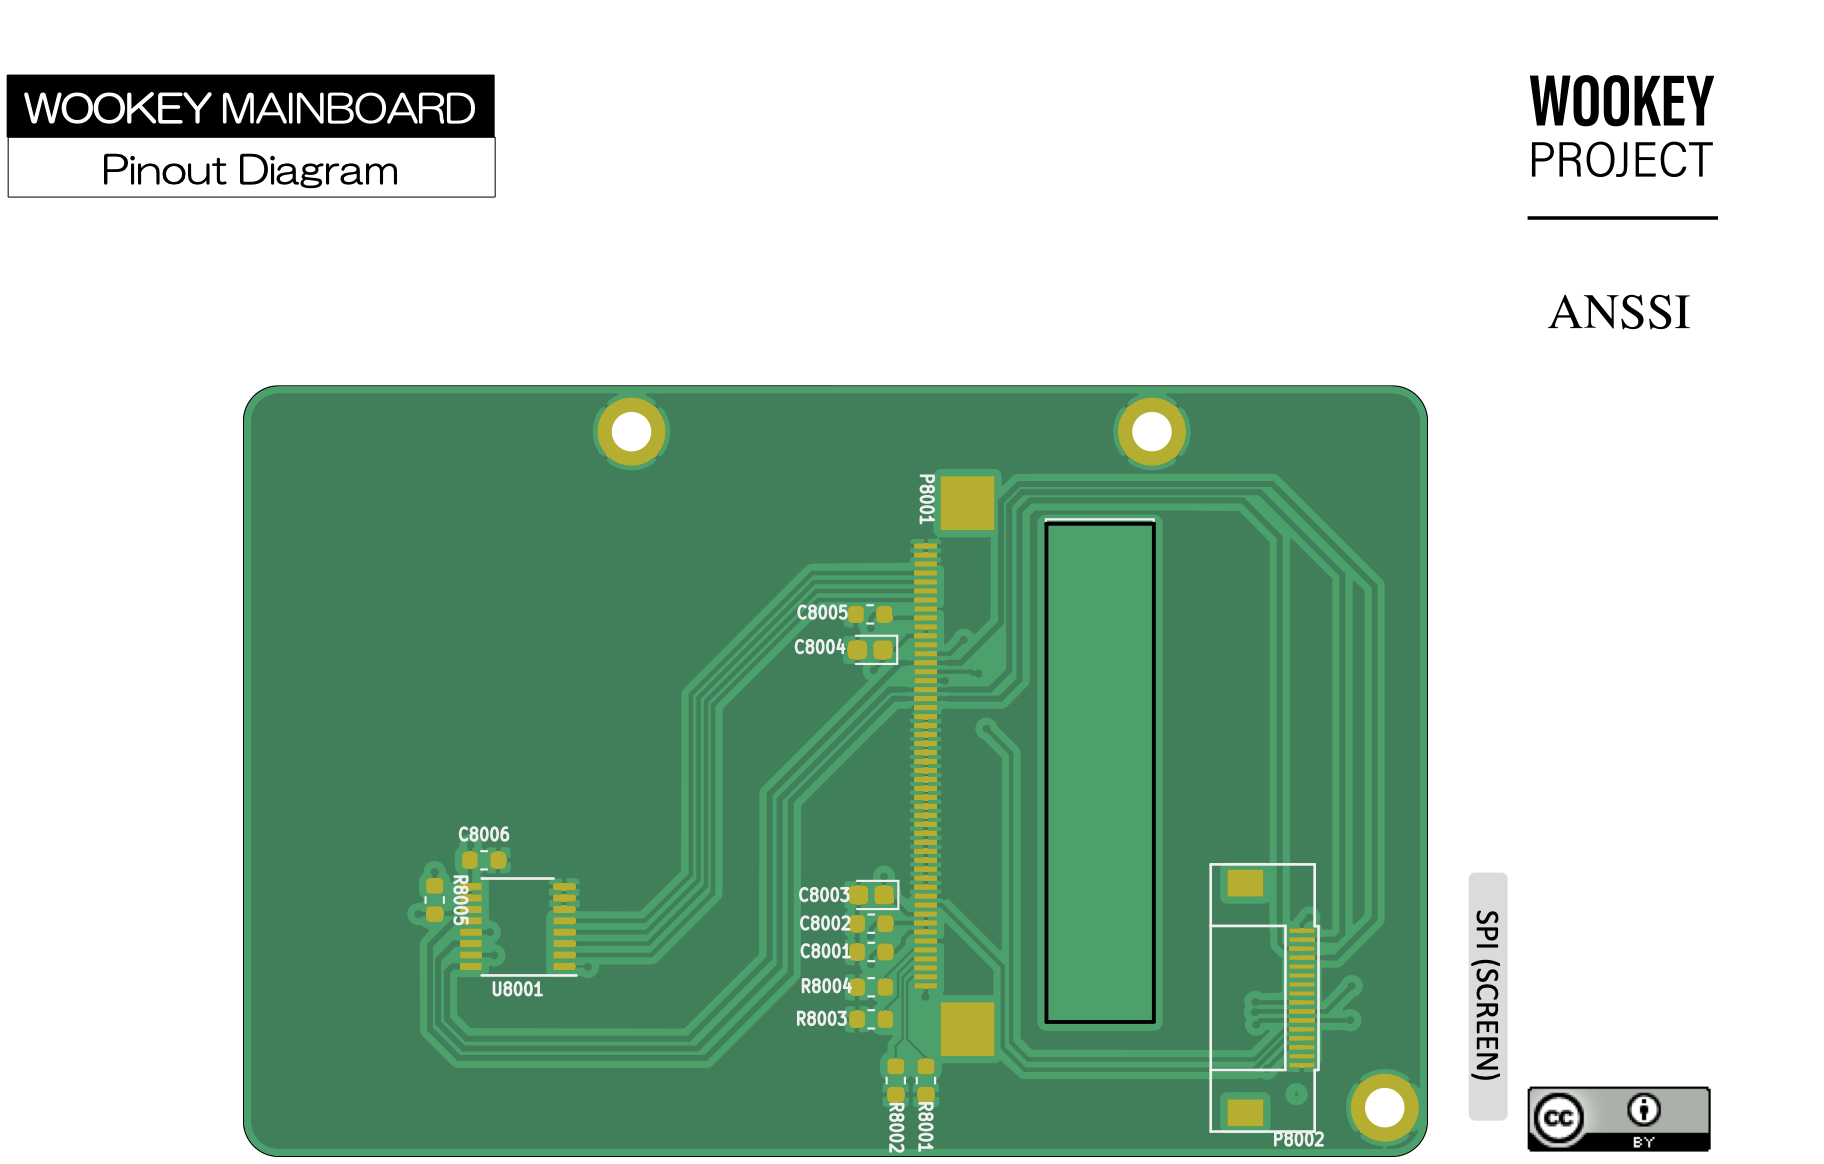 WOOKEY MAINBOARD
Pinout Diagram
WOOKEY
PROJECT
ANSSI
P8001
C8005
C8004
C8006
R8005
U8001
C8003
C8002
C8001
R8004
R8003
R8002
R8001
P8002
SPI (SCREEN)
cc
BY